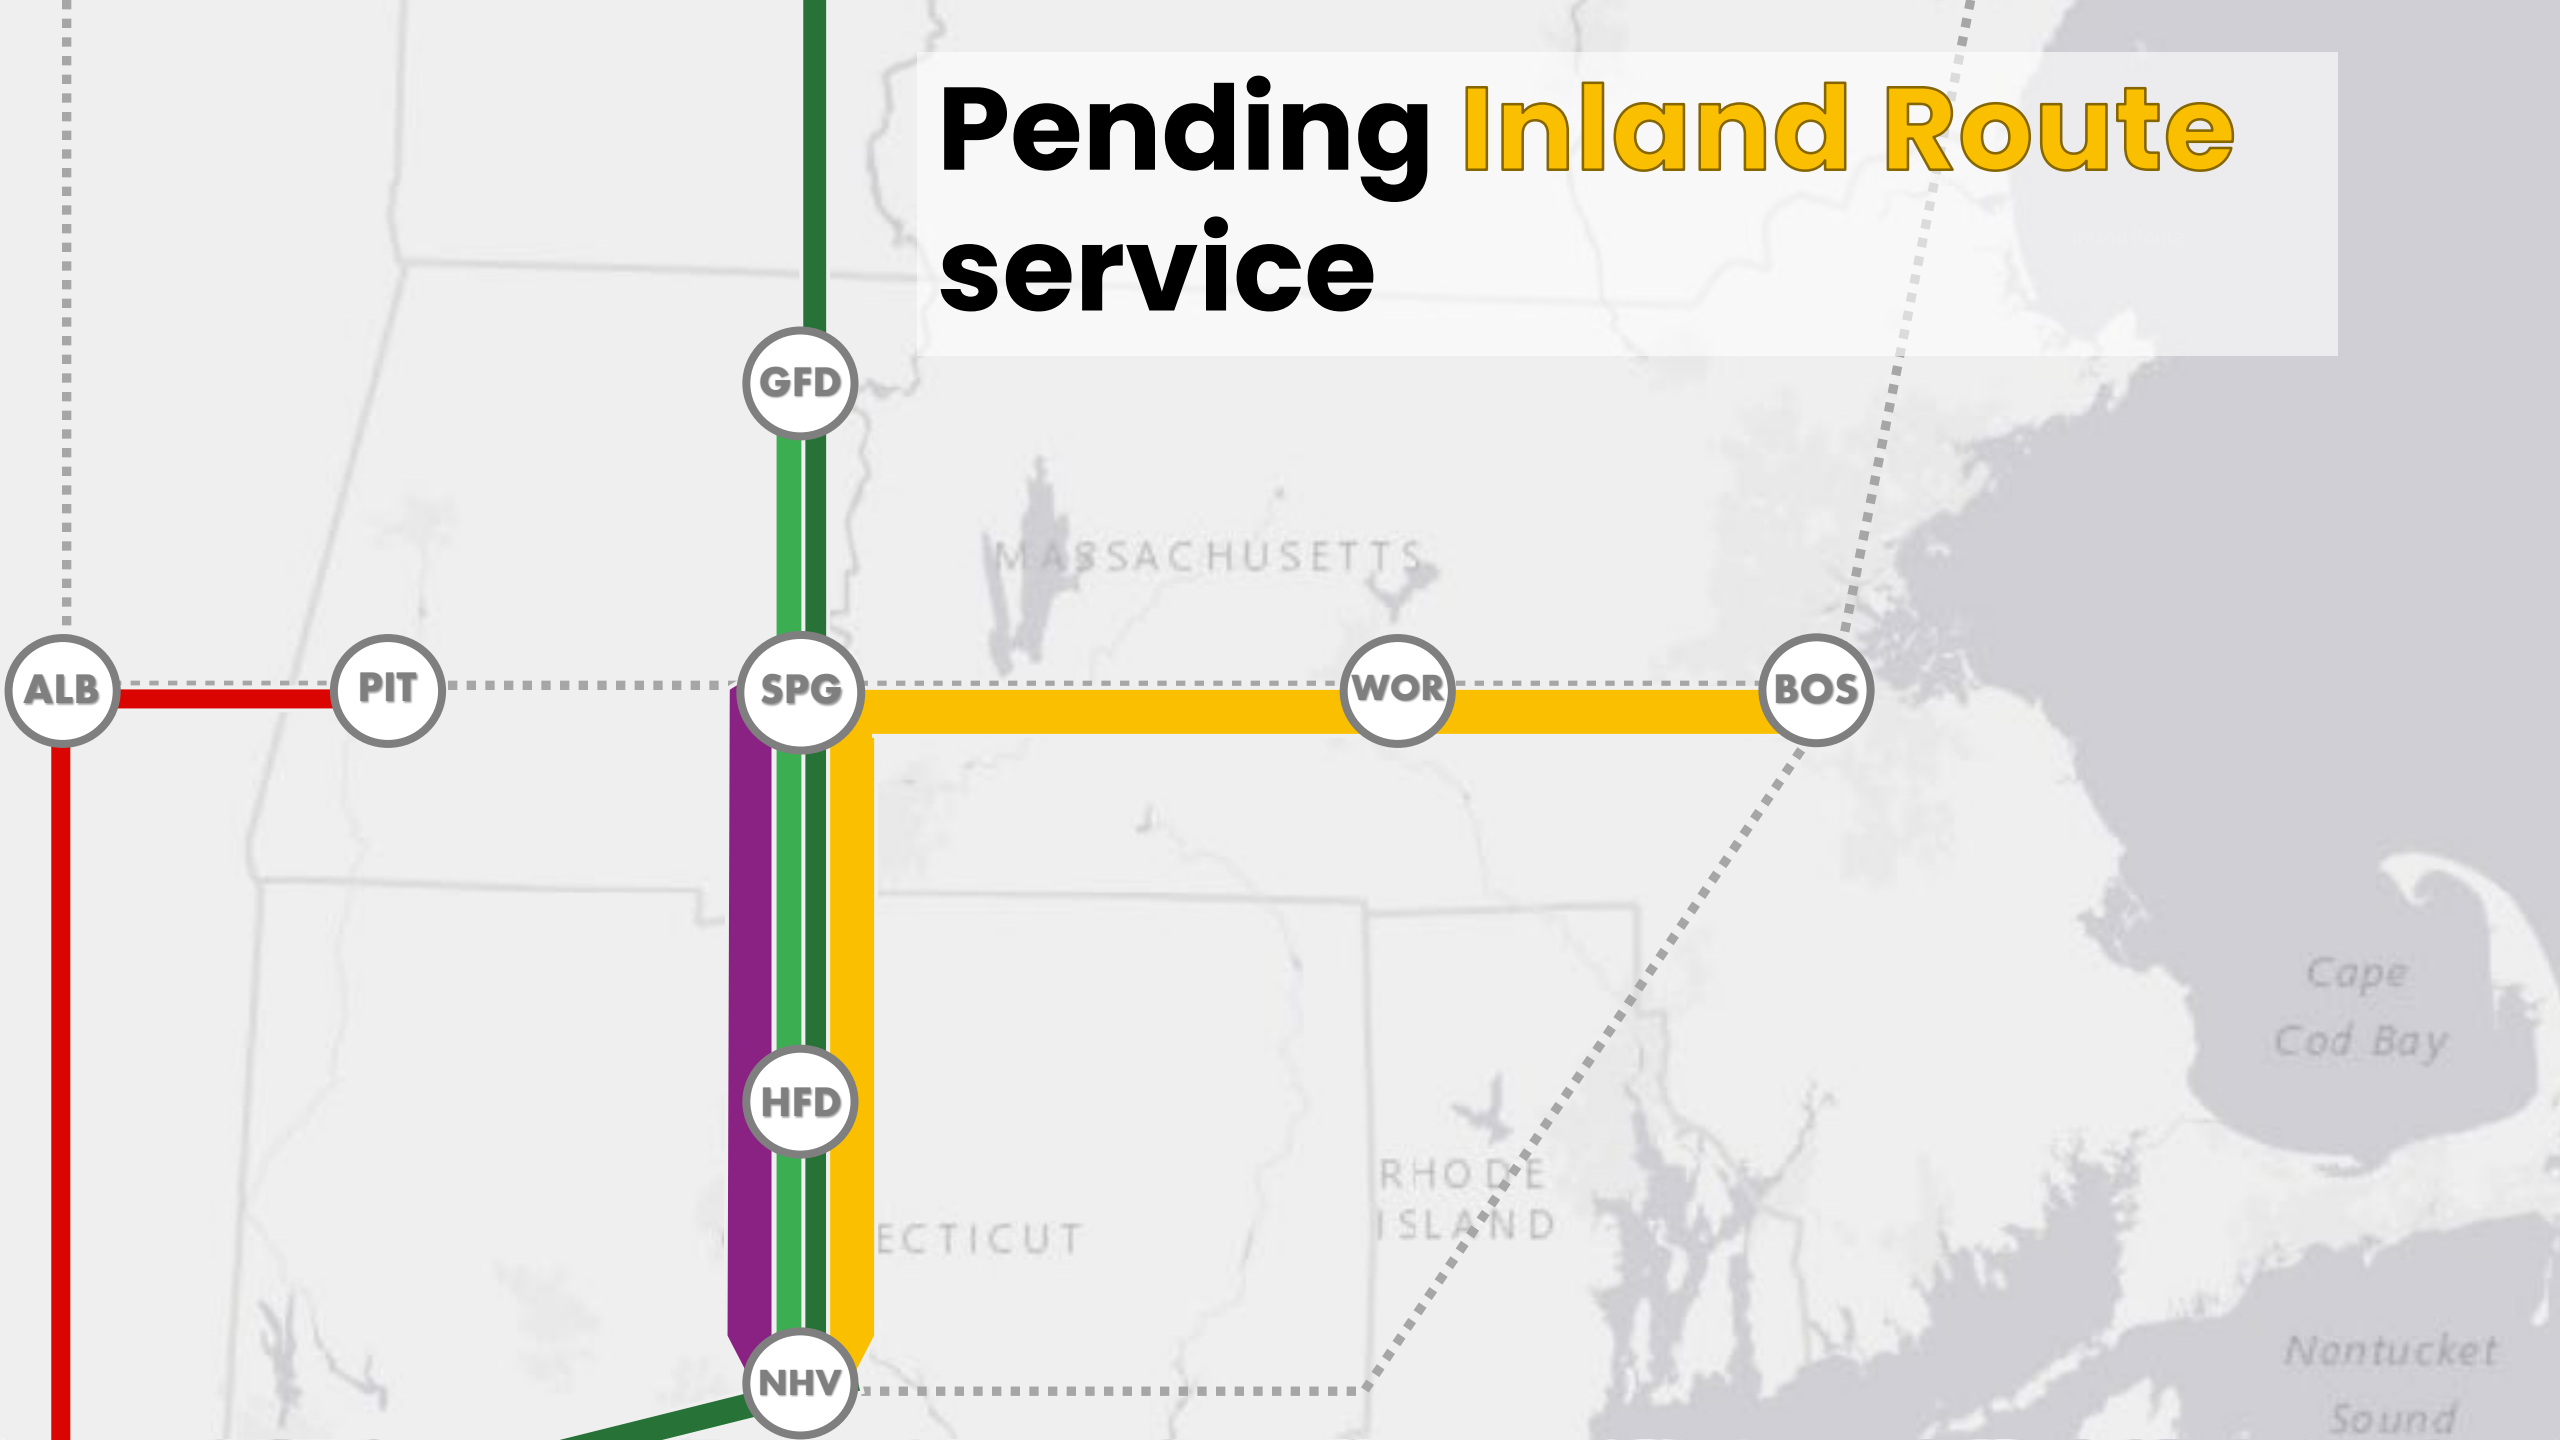 Pending Inland Route
service
GFD
MASSACHUSETTS
ALB
PIT
SPG
WOR
BOS
Cape
Cod Bay
HFD
RHODE
ISLAND
ECTICUT
NHV
Nantucket
Sound